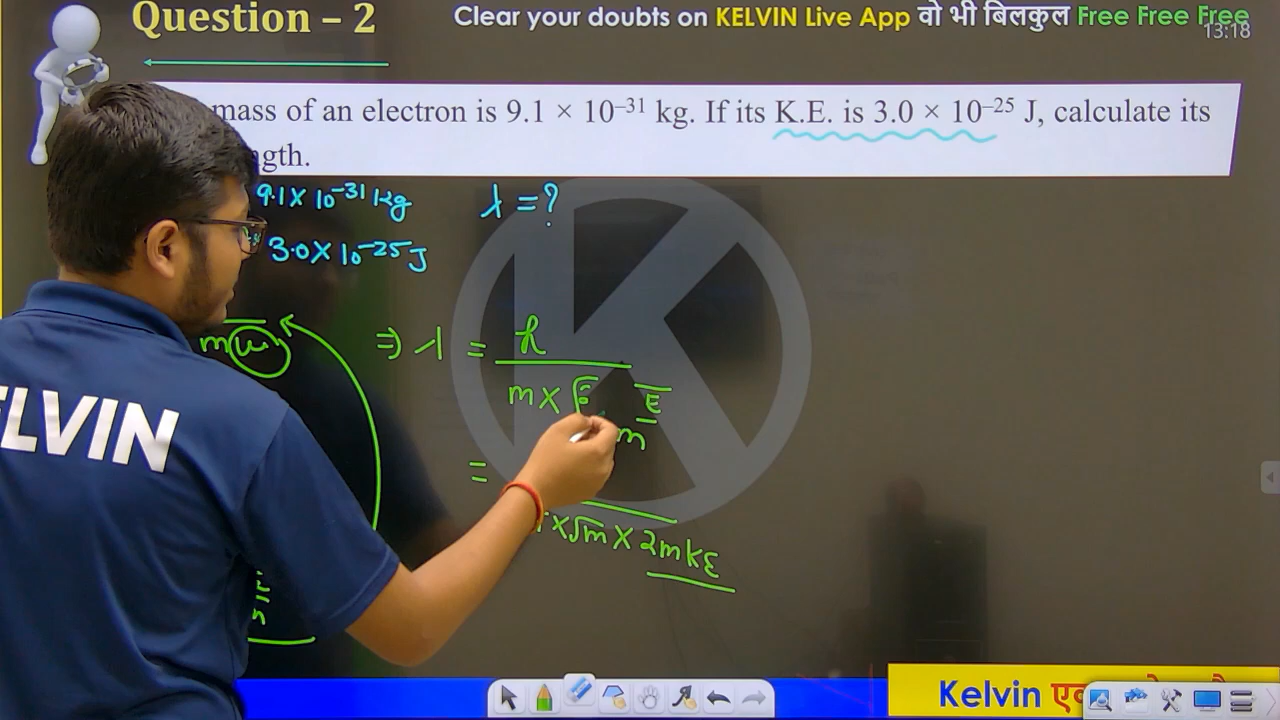 Question – 2
Clear your doubts on KELVIN Live App वो भी बिलकुल Free Free Free
13:18
mass of an electron is 9.1 × 10⁻³¹ kg. If its K.E. is 3.0 × 10⁻²⁵ J, calculate its
ngth.
9.1 × 10⁻³¹ kg
λ = ?
3.0 × 10⁻²⁵ J
m
⇒ λ = h
m ×
E
m
=
× √m × 2mKE
ELVIN
K
Kelvin